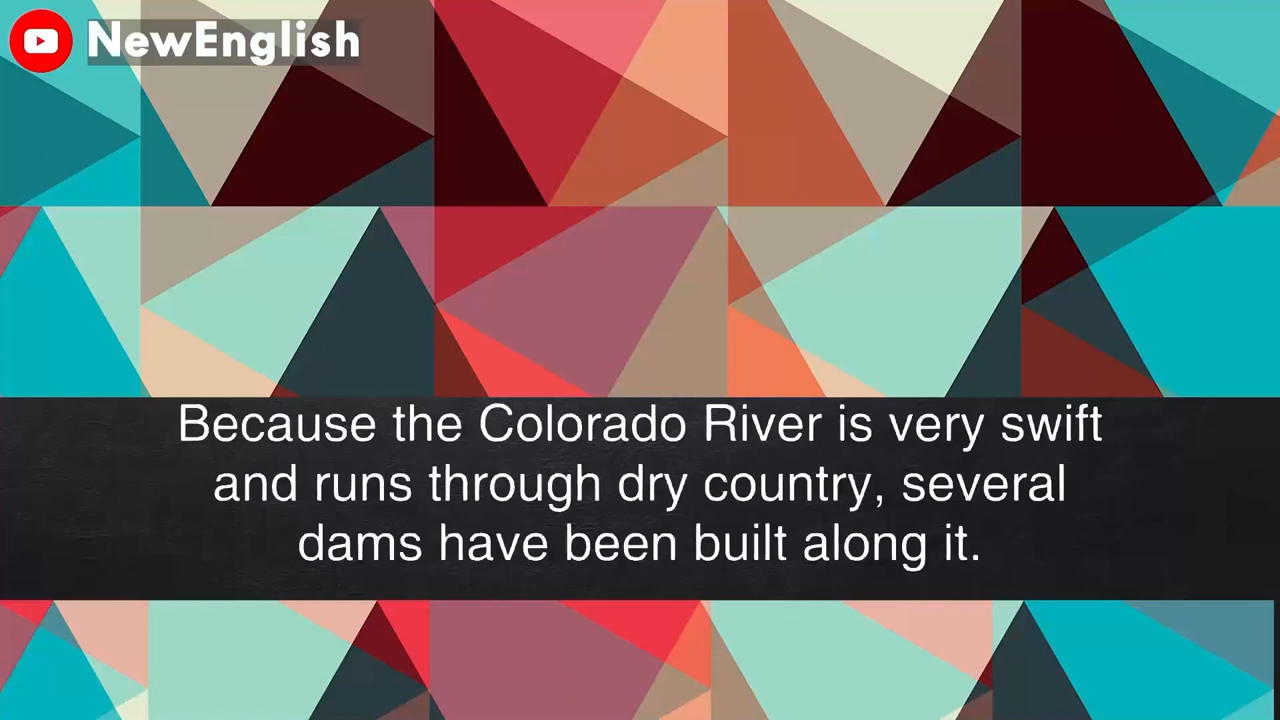 NewEnglish
Because the Colorado River is very swift
and runs through dry country, several
dams have been built along it.